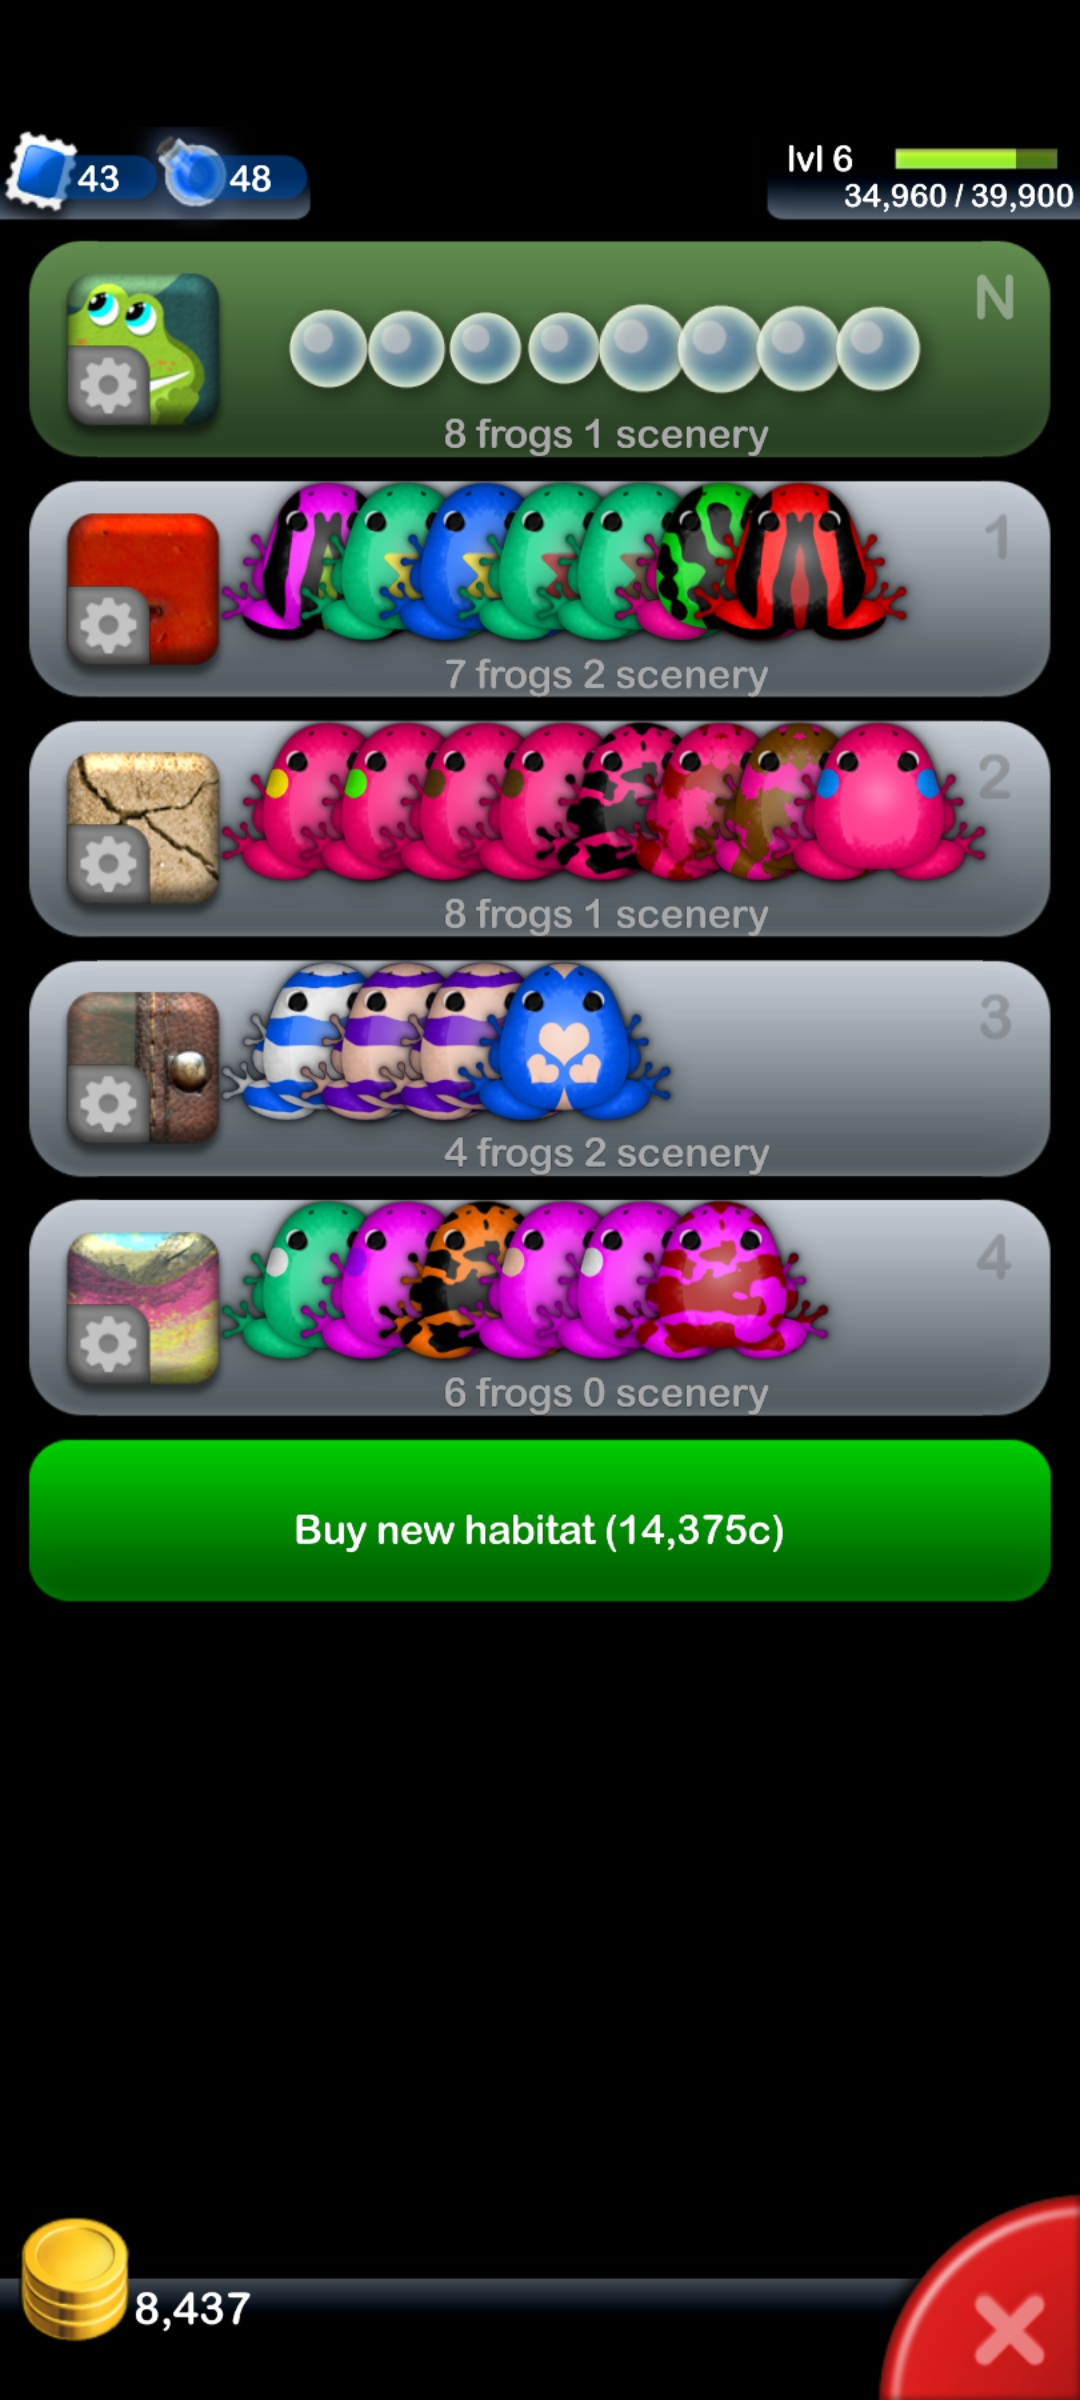 43
48
lvl 6
34,960 / 39,900
N
8 frogs 1 scenery
1
7 frogs 2 scenery
2
8 frogs 1 scenery
3
4 frogs 2 scenery
4
6 frogs 0 scenery
Buy new habitat (14,375c)
8,437